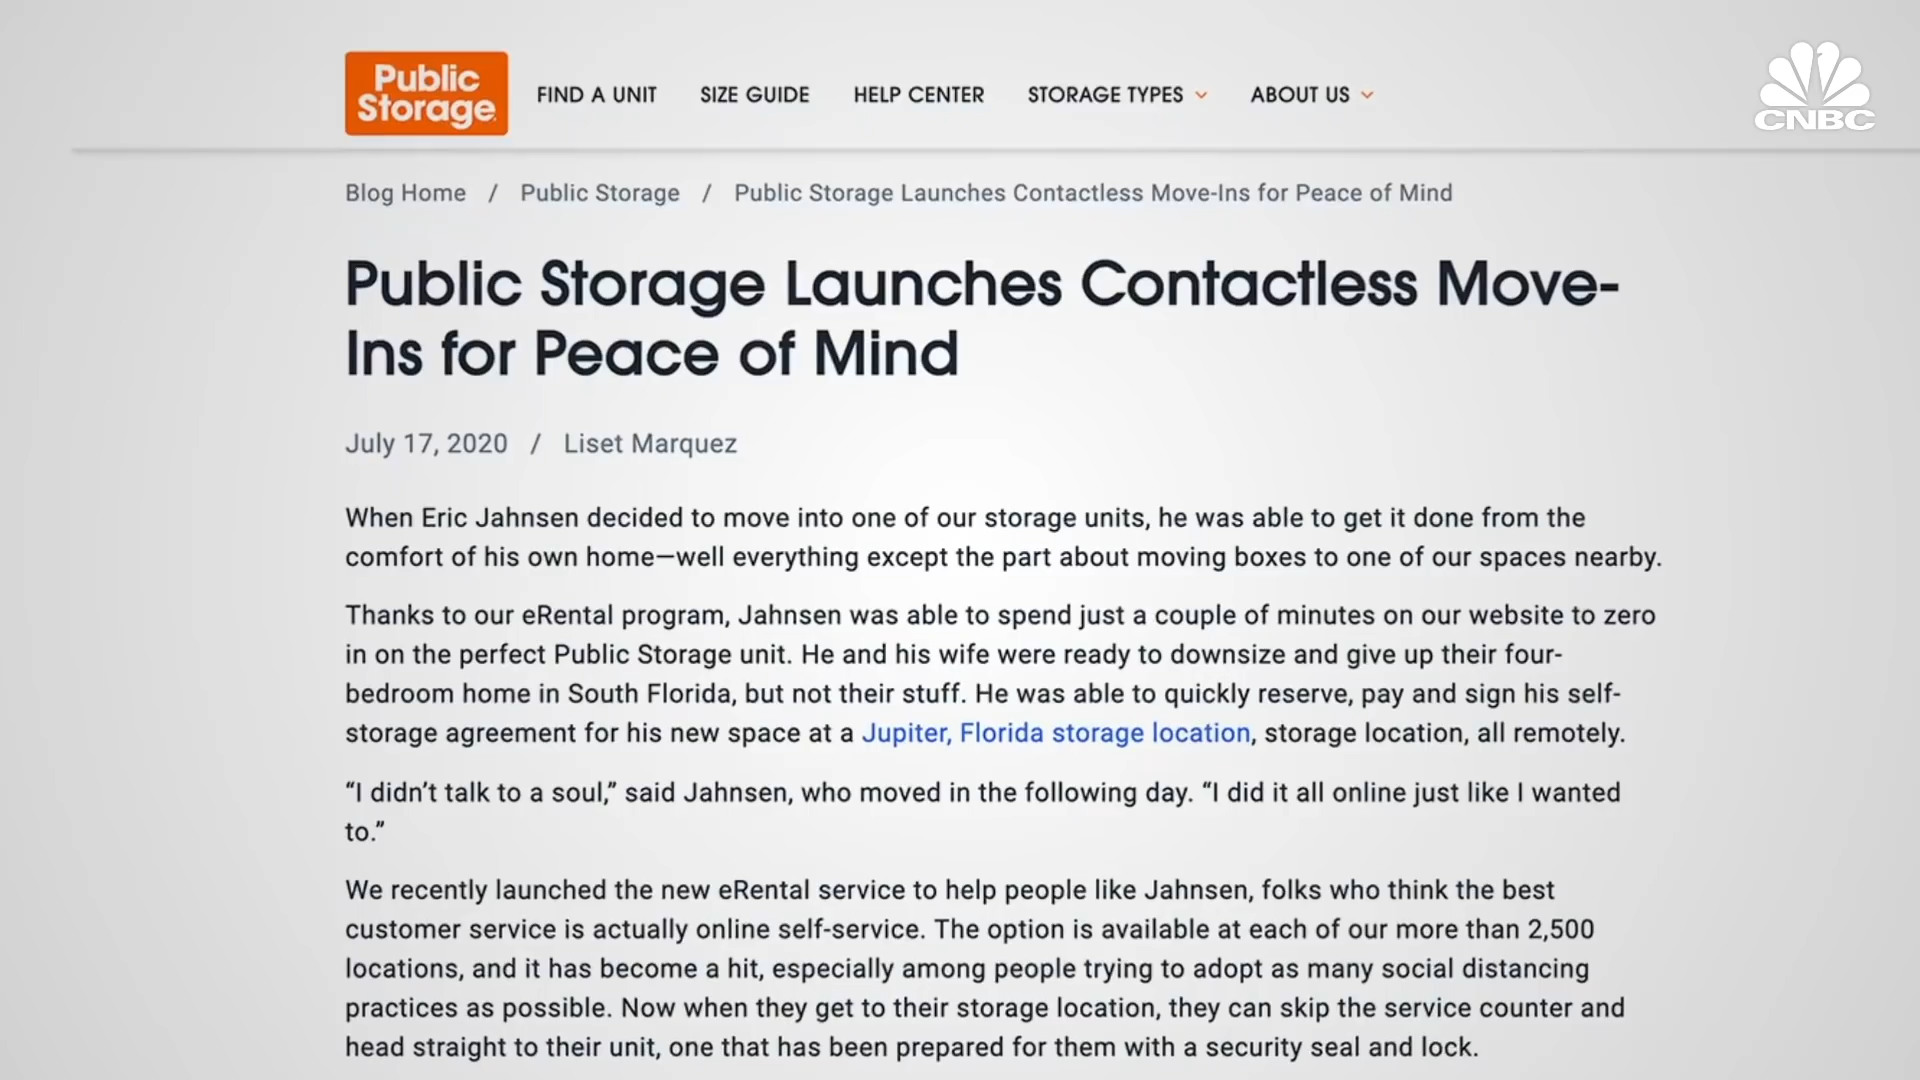 Public
Storage
FIND A UNIT
SIZE GUIDE
HELP CENTER
STORAGE TYPES
ABOUT US
CNBC
Blog Home / Public Storage / Public Storage Launches Contactless Move-Ins for Peace of Mind
Public Storage Launches Contactless Move-
Ins for Peace of Mind
July 17, 2020 / Liset Marquez
When Eric Jahnsen decided to move into one of our storage units, he was able to get it done from the
comfort of his own home—well everything except the part about moving boxes to one of our spaces nearby.
Thanks to our eRental program, Jahnsen was able to spend just a couple of minutes on our website to zero
in on the perfect Public Storage unit. He and his wife were ready to downsize and give up their four-
bedroom home in South Florida, but not their stuff. He was able to quickly reserve, pay and sign his self-
storage agreement for his new space at a Jupiter, Florida storage location, storage location, all remotely.
“I didn’t talk to a soul,” said Jahnsen, who moved in the following day. “I did it all online just like I wanted
to.”
We recently launched the new eRental service to help people like Jahnsen, folks who think the best
customer service is actually online self-service. The option is available at each of our more than 2,500
locations, and it has become a hit, especially among people trying to adopt as many social distancing
practices as possible. Now when they get to their storage location, they can skip the service counter and
head straight to their unit, one that has been prepared for them with a security seal and lock.